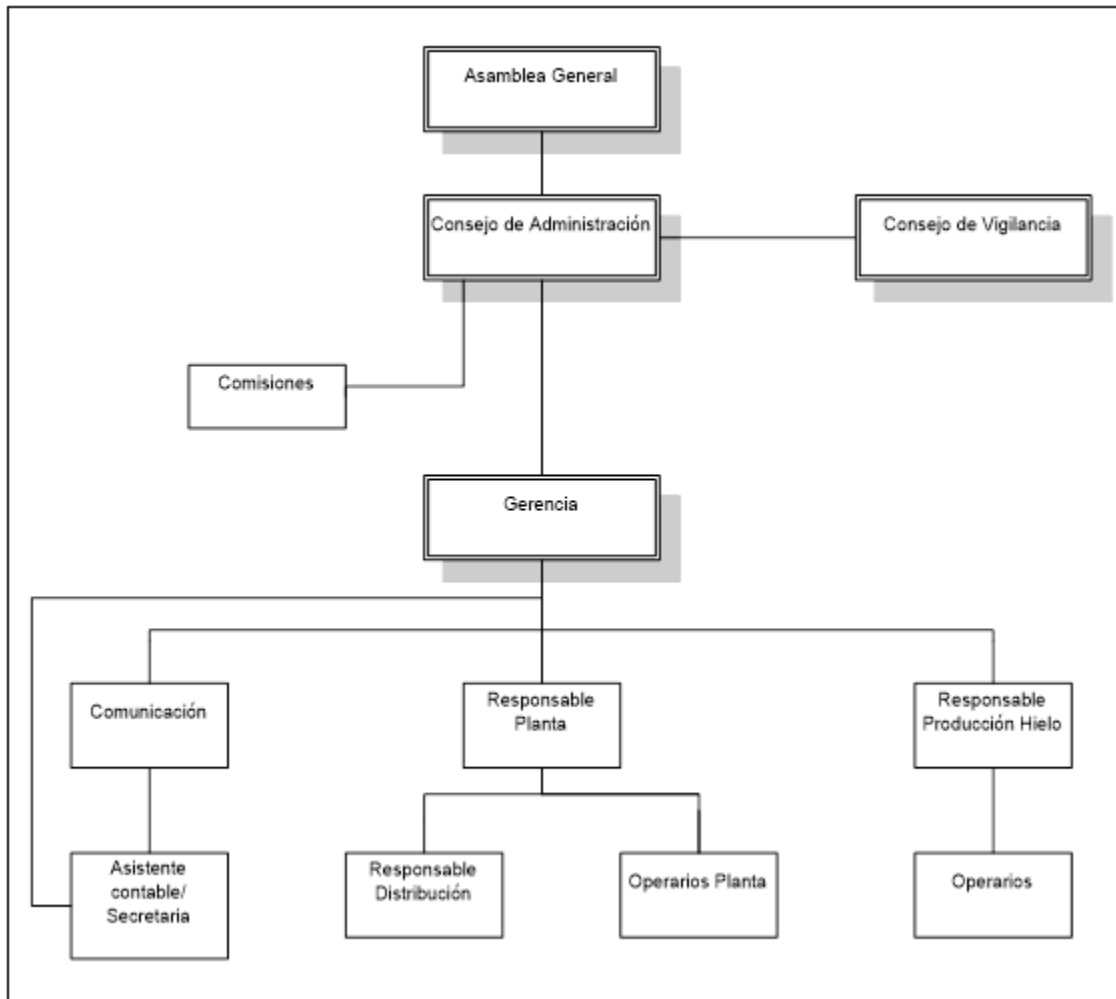 Asamblea General
Consejo de Administración
Consejo de Vigilancia
Comisiones
Gerencia
Comunicación
Responsable
Planta
Responsable
Producción Hielo
Asistente
contable/
Secretaria
Responsable
Distribución
Operarios Planta
Operarios